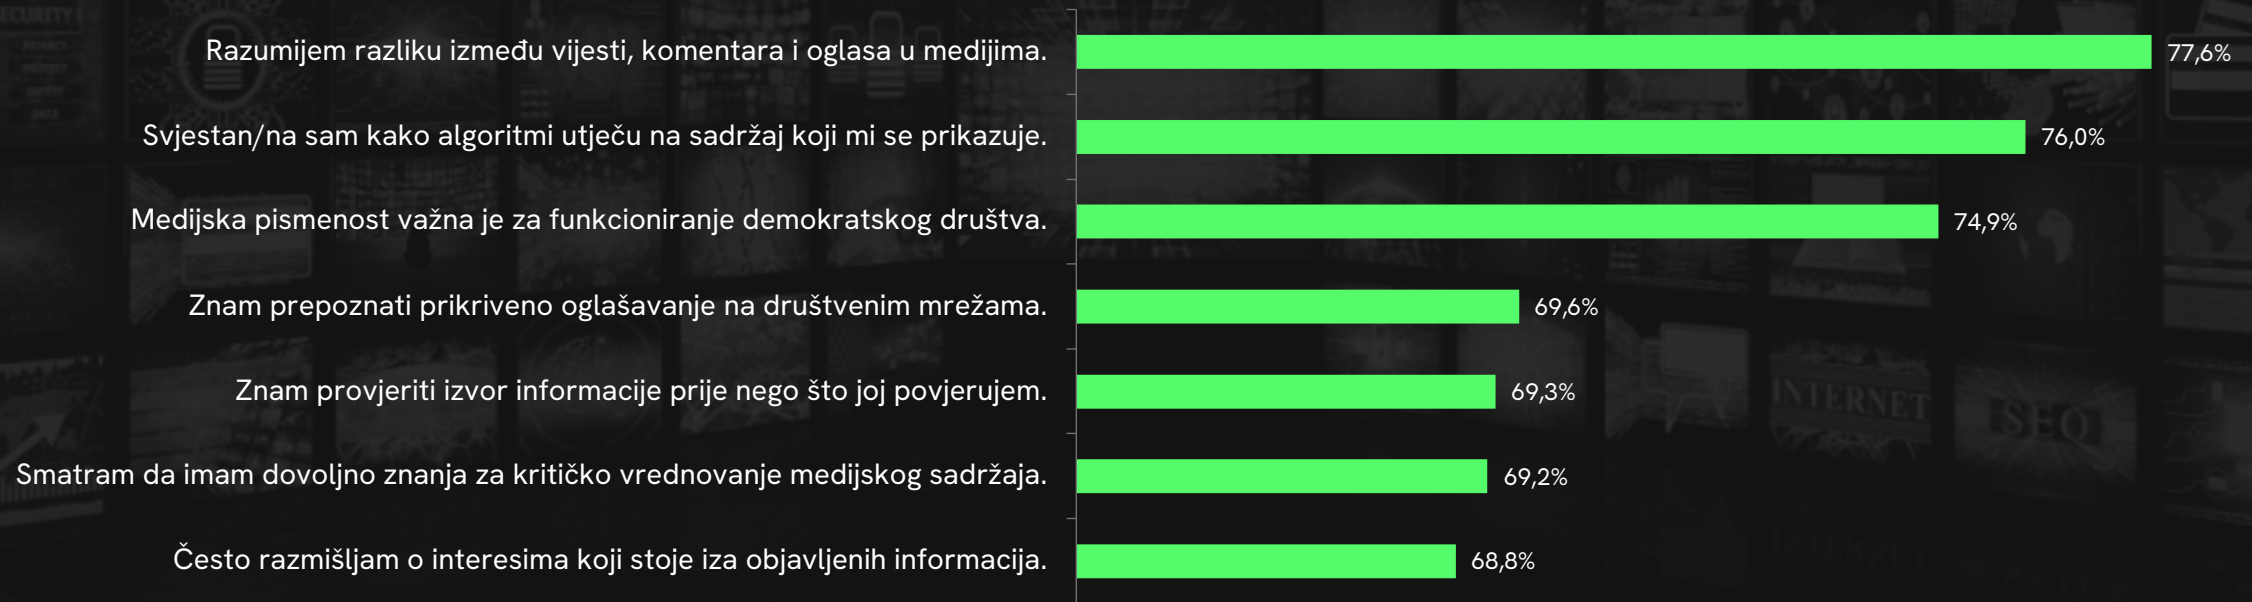 Razumijem razliku između vijesti, komentara i oglasa u medijima. 77,6%
Svjestan/na sam kako algoritmi utječu na sadržaj koji mi se prikazuje. 76,0%
Medijska pismenost važna je za funkcioniranje demokratskog društva. 74,9%
Znam prepoznati prikriveno oglašavanje na društvenim mrežama. 69,6%
Znam provjeriti izvor informacije prije nego što joj povjerujem. 69,3%
INTERNET
SEO
Smatram da imam dovoljno znanja za kritičko vrednovanje medijskog sadržaja. 69,2%
Često razmišljam o interesima koji stoje iza objavljenih informacija. 68,8%